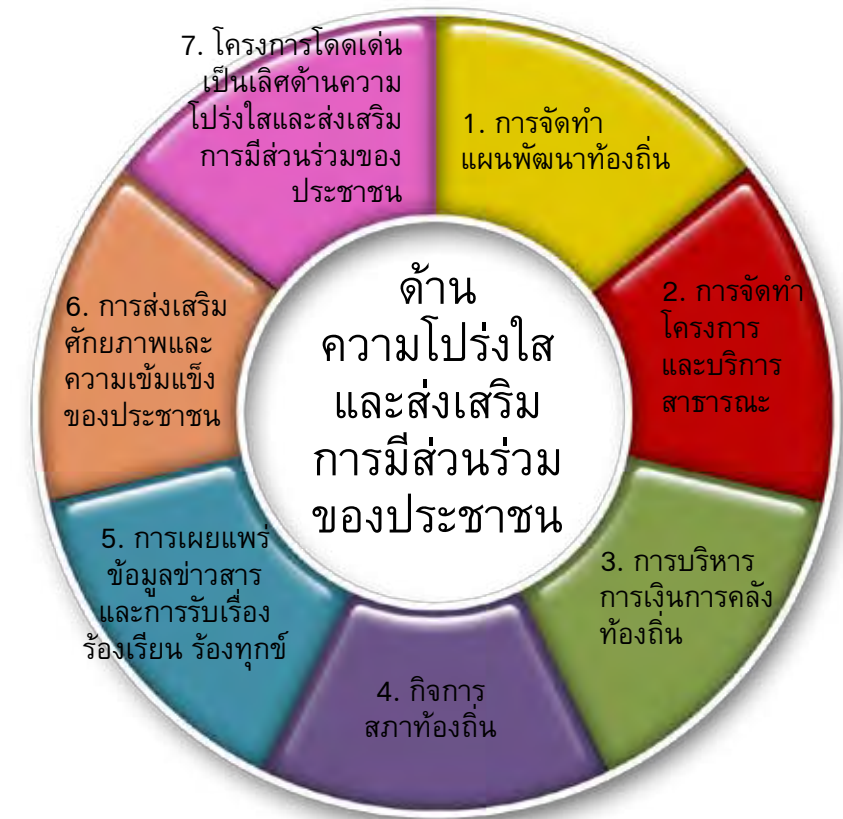 7. โครงการโดดเด่น
เป็นเลิศด้านความ
โปร่งใสและส่งเสริม
การมีส่วนร่วมของ
ประชาชน
1. การจัดทำ
แผนพัฒนาท้องถิ่น
2. การจัดทำ
โครงการ
และบริการ
สาธารณะ
3. การบริหาร
การเงินการคลัง
ท้องถิ่น
4. กิจการ
สภาท้องถิ่น
5. การเผยแพร่
ข้อมูลข่าวสาร
และการรับเรื่อง
ร้องเรียน ร้องทุกข์
6. การส่งเสริม
ศักยภาพและ
ความเข้มแข็ง
ของประชาชน
ด้าน
ความโปร่งใส
และส่งเสริม
การมีส่วนร่วม
ของประชาชน